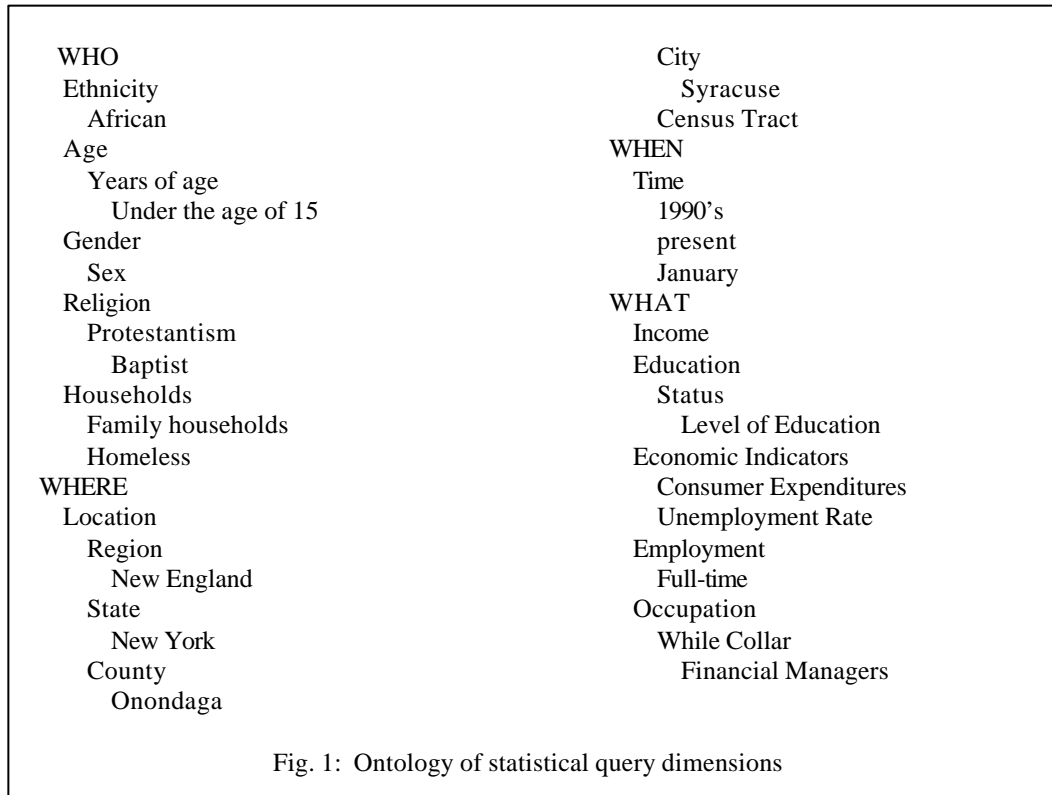 WHO
Ethnicity
African
Age
Years of age
Under the age of 15
Gender
Sex
Religion
Protestantism
Baptist
Households
Family households
Homeless
WHERE
Location
Region
New England
State
New York
County
Onondaga
City
Syracuse
Census Tract
WHEN
Time
1990's
present
January
WHAT
Income
Education
Status
Level of Education
Economic Indicators
Consumer Expenditures
Unemployment Rate
Employment
Full-time
Occupation
While Collar
Financial Managers
Fig. 1: Ontology of statistical query dimensions